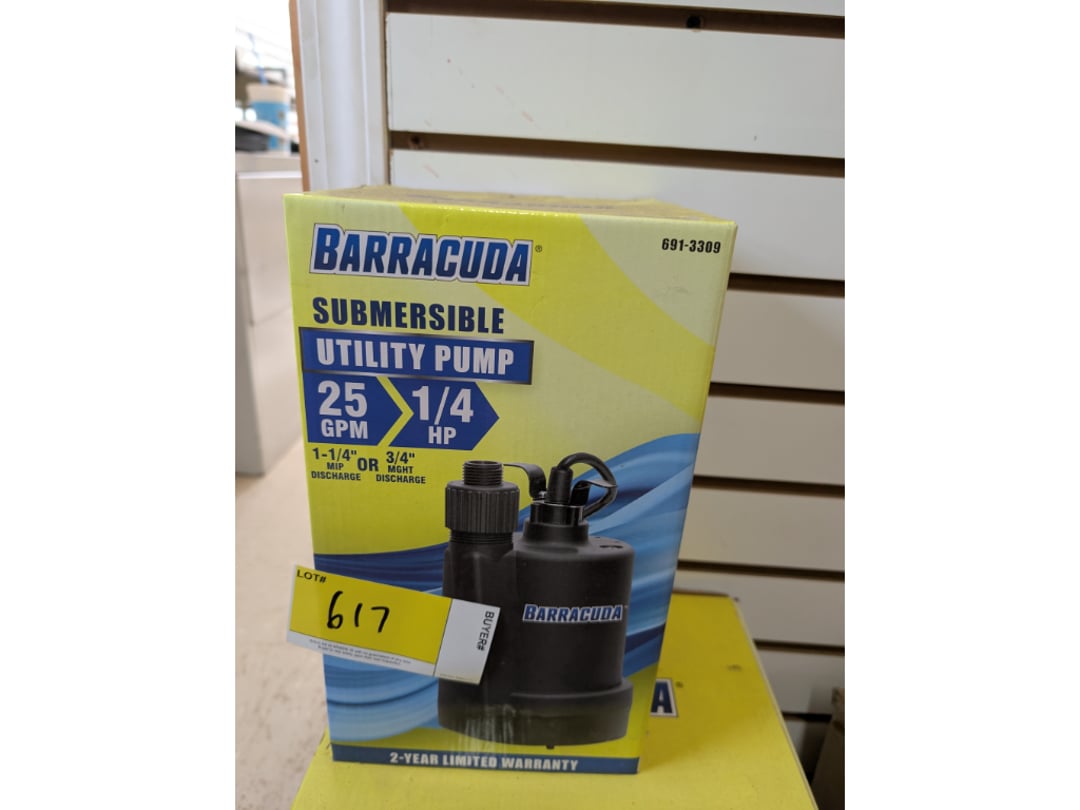 BARRACUDA®
691-3309
SUBMERSIBLE
UTILITY PUMP
25 GPM
1/4 HP
1-1/4" MIP DISCHARGE OR 3/4" MGHT DISCHARGE
BARRACUDA
LOT#
617
BUYER#
A®
2-YEAR LIMITED WARRANTY